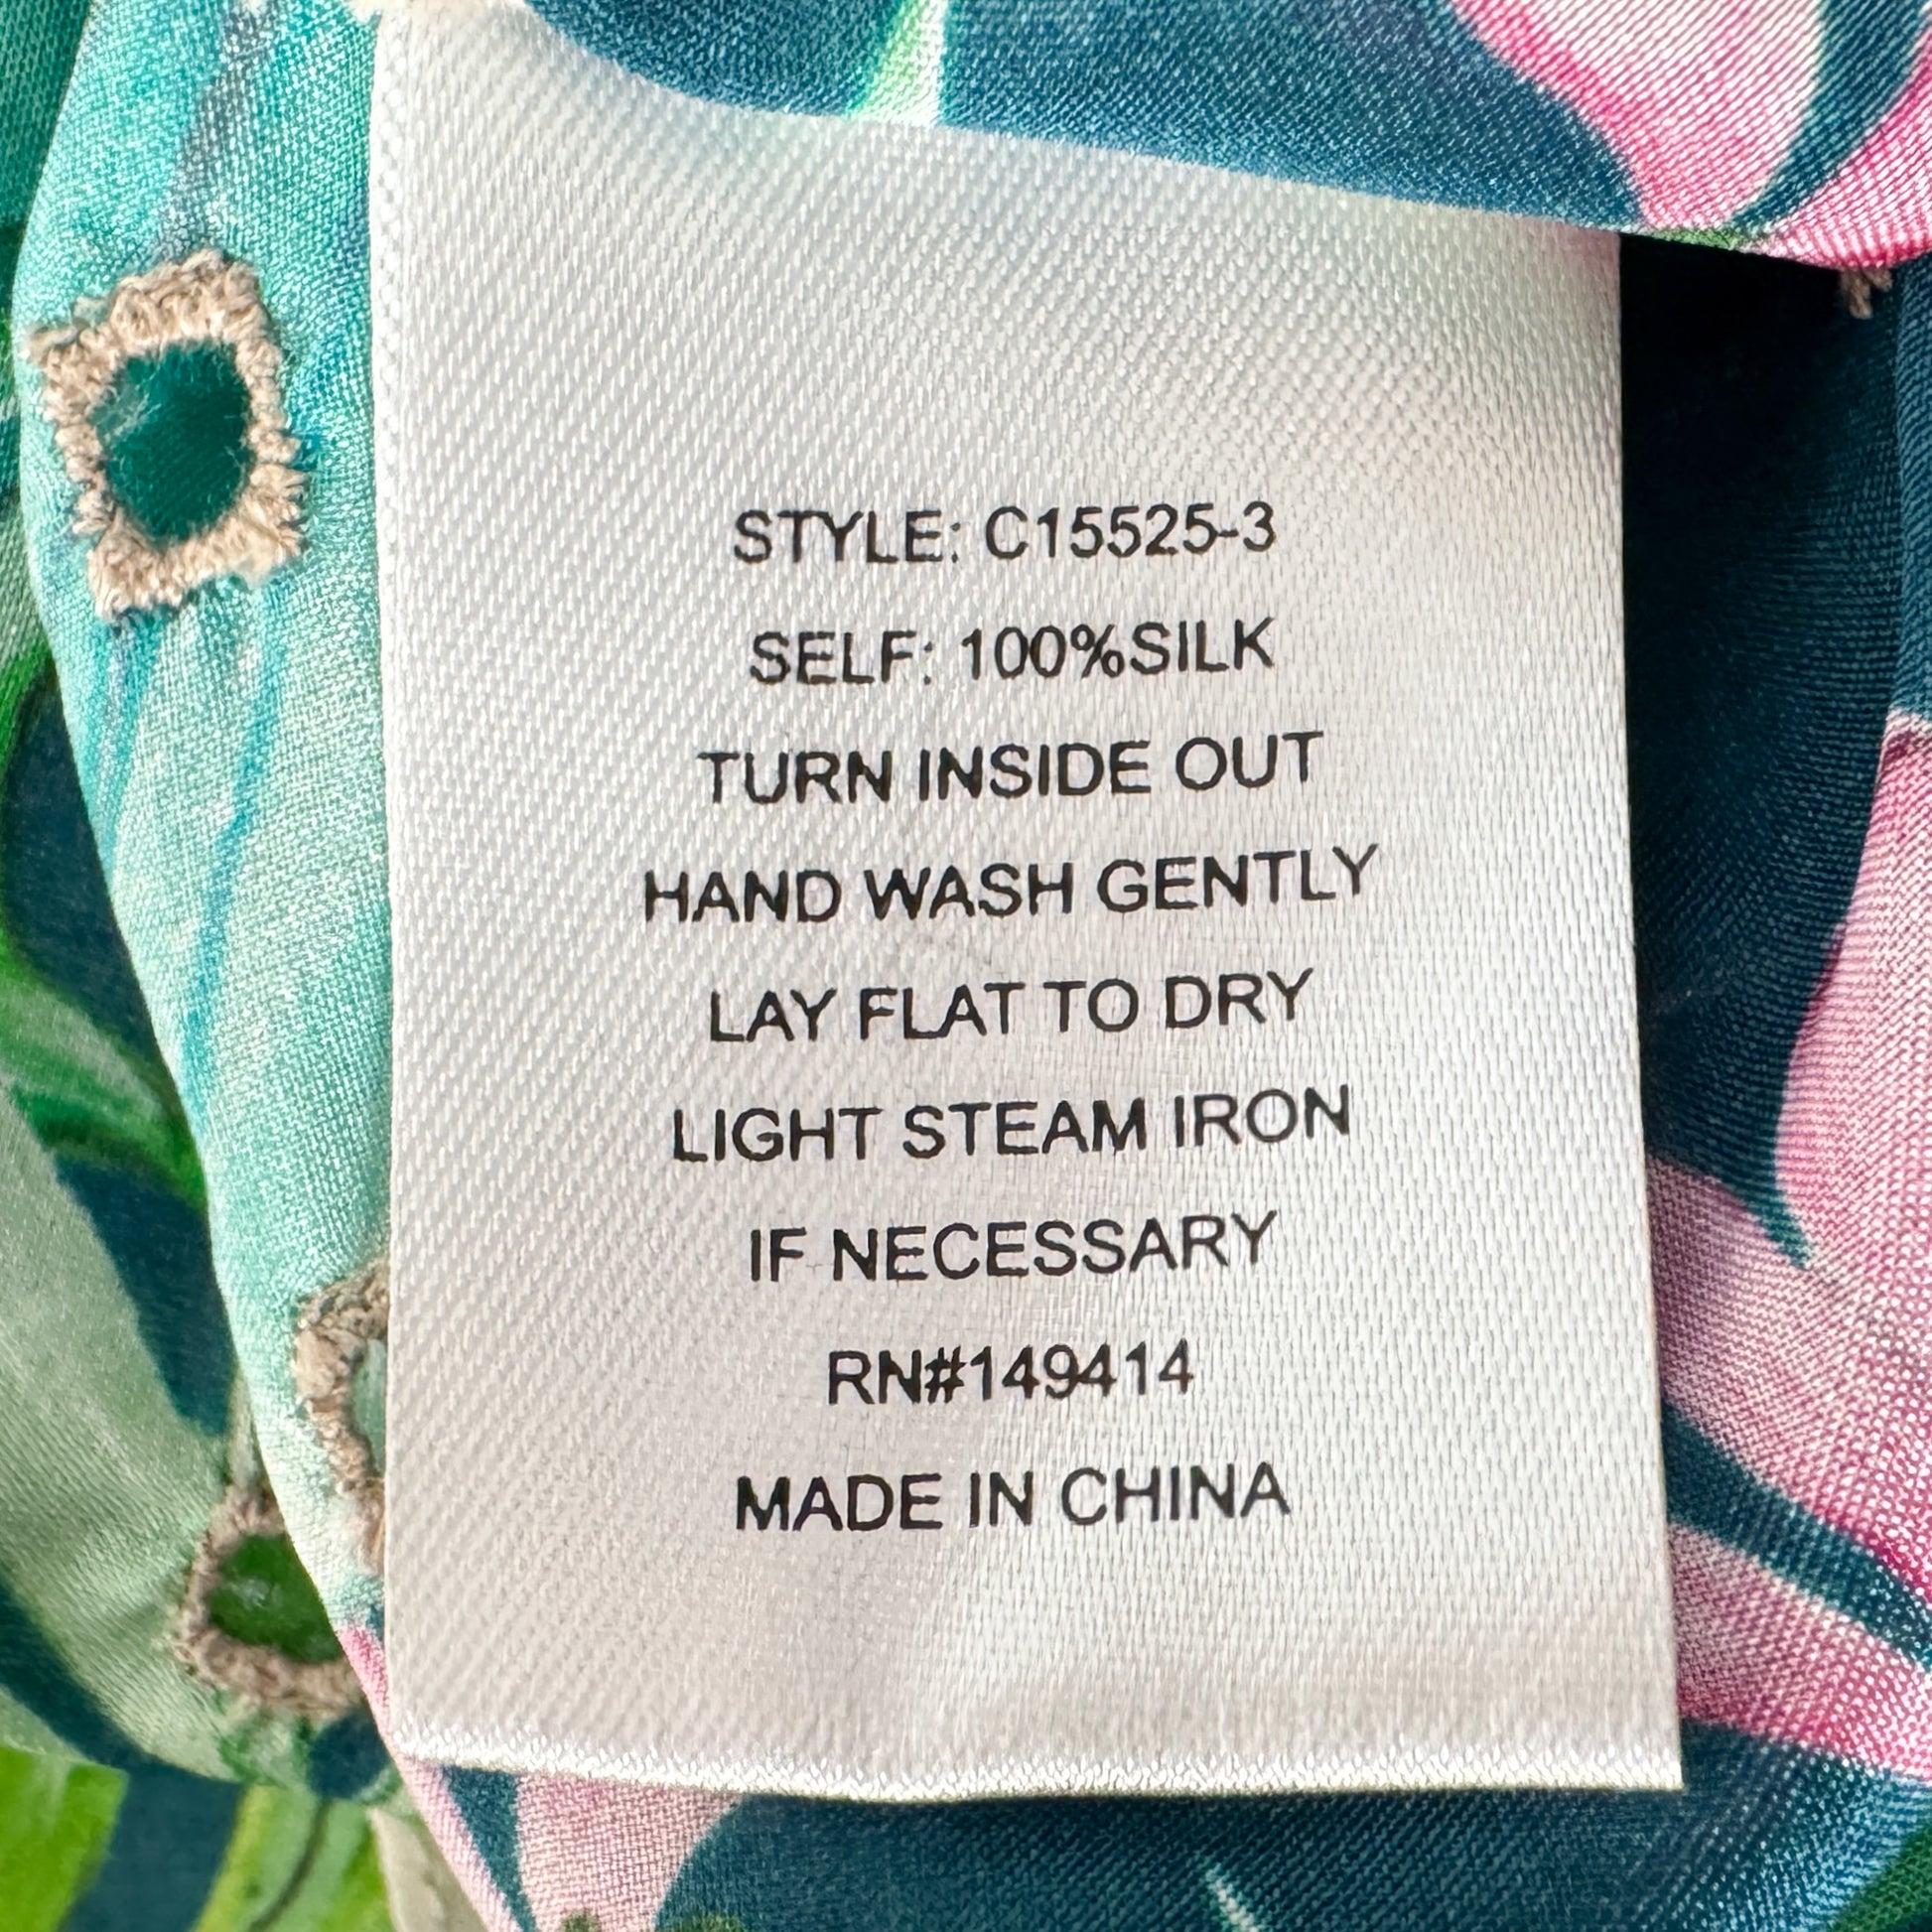 STYLE: C15525-3
SELF: 100%SILK
TURN INSIDE OUT
HAND WASH GENTLY
LAY FLAT TO DRY
LIGHT STEAM IRON
IF NECESSARY
RN#149414
MADE IN CHINA